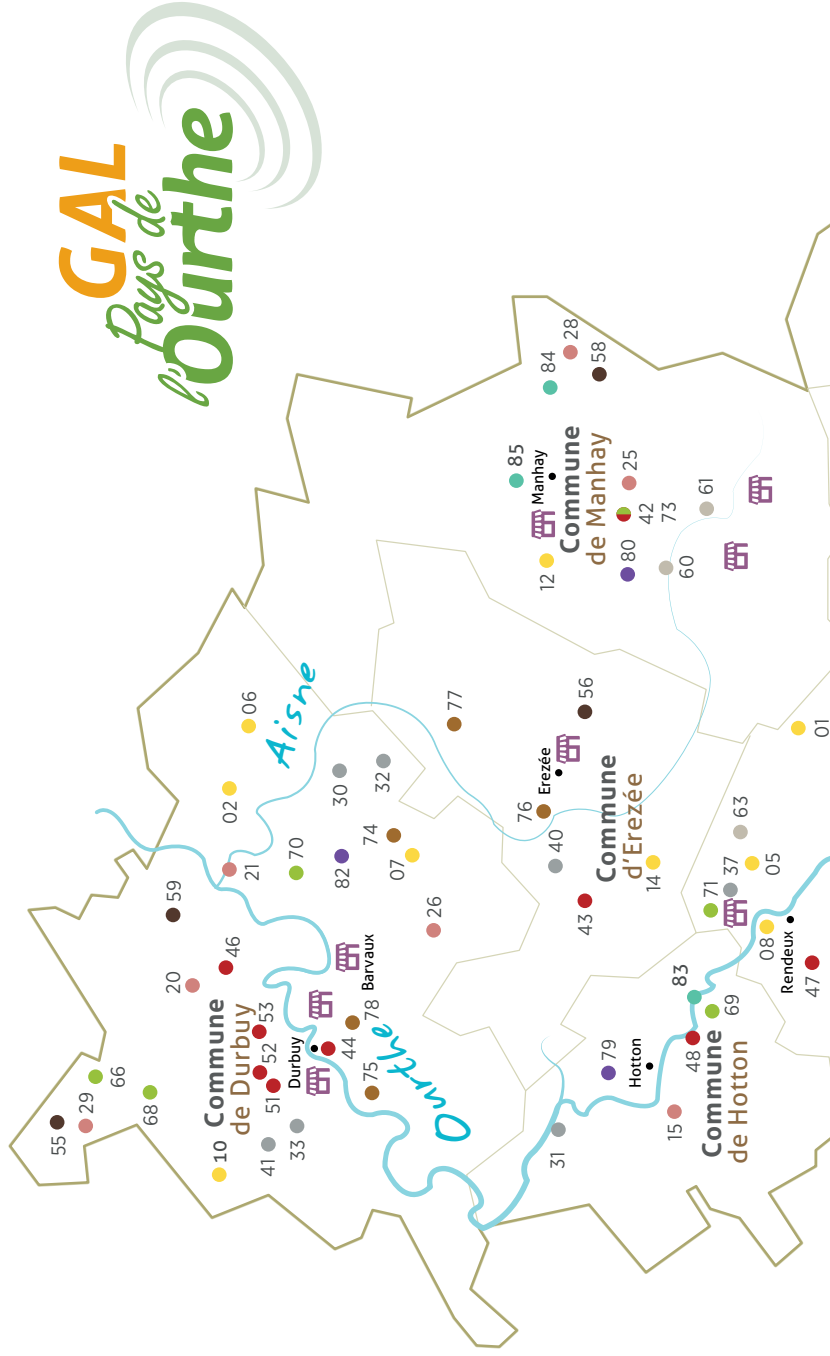 GAL
Pays de
l'Ourthe
55
29
66
68
59
20
10
Commune
de Durbuy
46
02
06
21
53
52
51
41
33
Durbuy
Aisne
70
44
30
82
Barvaux
78
75
74
07
32
Ourthe
26
77
76
Erezée
40
43
56
Commune
d'Erezée
14
85
Manhay
84
28
58
12
Commune
de Manhay
25
42
73
80
60
61
31
79
Hotton
15
48
83
69
Commune
de Hotton
71
37
63
05
08
Rendeux
47
01